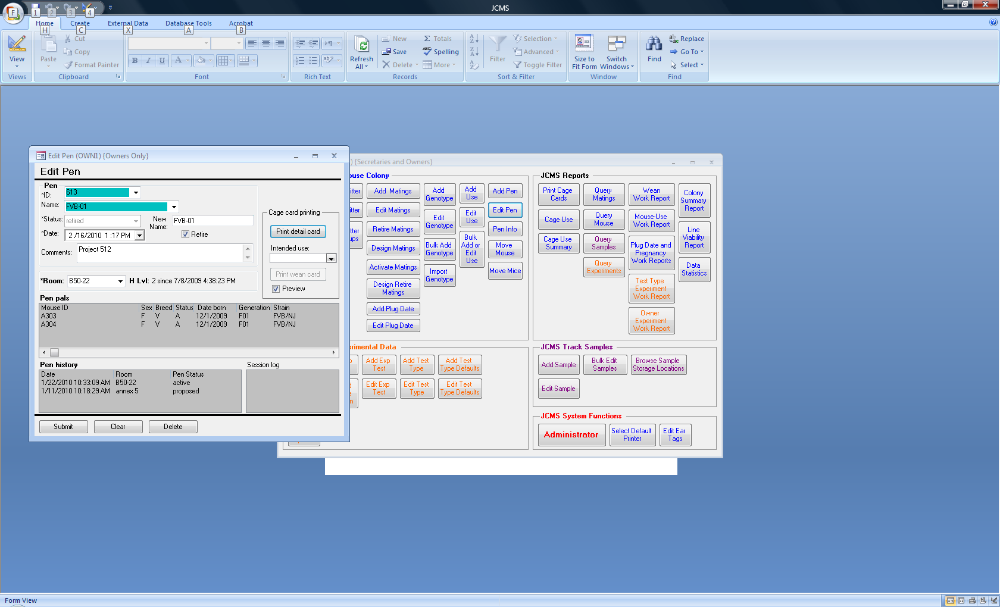 JCMS
F 1 2 3 4
Home Create External Data Database Tools Acrobat
H C X A B
View
Views
Paste
Cut
Copy
Format Painter
Clipboard
B I U A
Font
ab
Rich Text
Refresh
All
New
Save
Delete
Σ Totals
ABC Spelling
More
Records
Filter
Selection
Advanced
Toggle Filter
Sort & Filter
Size to
Fit Form
Switch
Windows
Window
Find
Replace
Go To
Select
Find
Edit Pen (OWN1) {Owners Only}
Edit Pen
Pen
*ID: 613
Name: FVB-01
*Status: retired
New
Name: FVB-01
*Date: 2 /16/2010 1 :17 PM
Retire
Comments: Project 512
*Room: B50-22 H Lvl: 2 since 7/8/2009 4:38:23 PM
Cage card printing
Print detail card
Intended use:
Print wean card
Preview
Pen pals
Mouse ID Sex Breed Status Date born Generation Strain
A303 F V A 12/1/2009 F01 FVB/NJ
A304 F V A 12/1/2009 F01 FVB/NJ
Pen history
Date Room Pen Status
1/22/2010 10:33:09 AM B50-22 active
1/11/2010 10:18:29 AM annex 5 proposed
Session log
Submit Clear Delete
) {Secretaries and Owners}
ouse Colony
itter
itter
tter
ups
Add Matings
Edit Matings
Retire Matings
Design Matings
Activate Matings
Design Retire
Matings
Add Plug Date
Edit Plug Date
Add
Genotype
Edit
Genotype
Bulk Add
Genotype
Import
Genotype
Add
Use
Edit
Use
Bulk
Add or
Edit
Use
Add Pen
Edit Pen
Pen Info
Move
Mouse
Move Mice
JCMS Reports
Print Cage
Cards
Cage Use
Cage Use
Summary
Query
Matings
Query
Mouse
Query
Samples
Query
Experiments
Wean
Work Report
Mouse-Use
Work Report
Plug Date and
Pregnancy
Work Reports
Test Type
Experiment
Work Report
Owner
Experiment
Work Report
Colony
Summary
Report
Line
Viability
Report
Data
Statistics
erimental Data
Add Exp
Test
Add Test
Type
Add Test
Type Defaults
Edit Exp
Test
Edit Test
Type
Edit Test
Type Defaults
JCMS Track Samples
Add Sample
Bulk Edit
Samples
Browse Sample
Storage Locations
Edit Sample
JCMS System Functions
Administrator
Select Default
Printer
Edit Ear
Tags
Form View